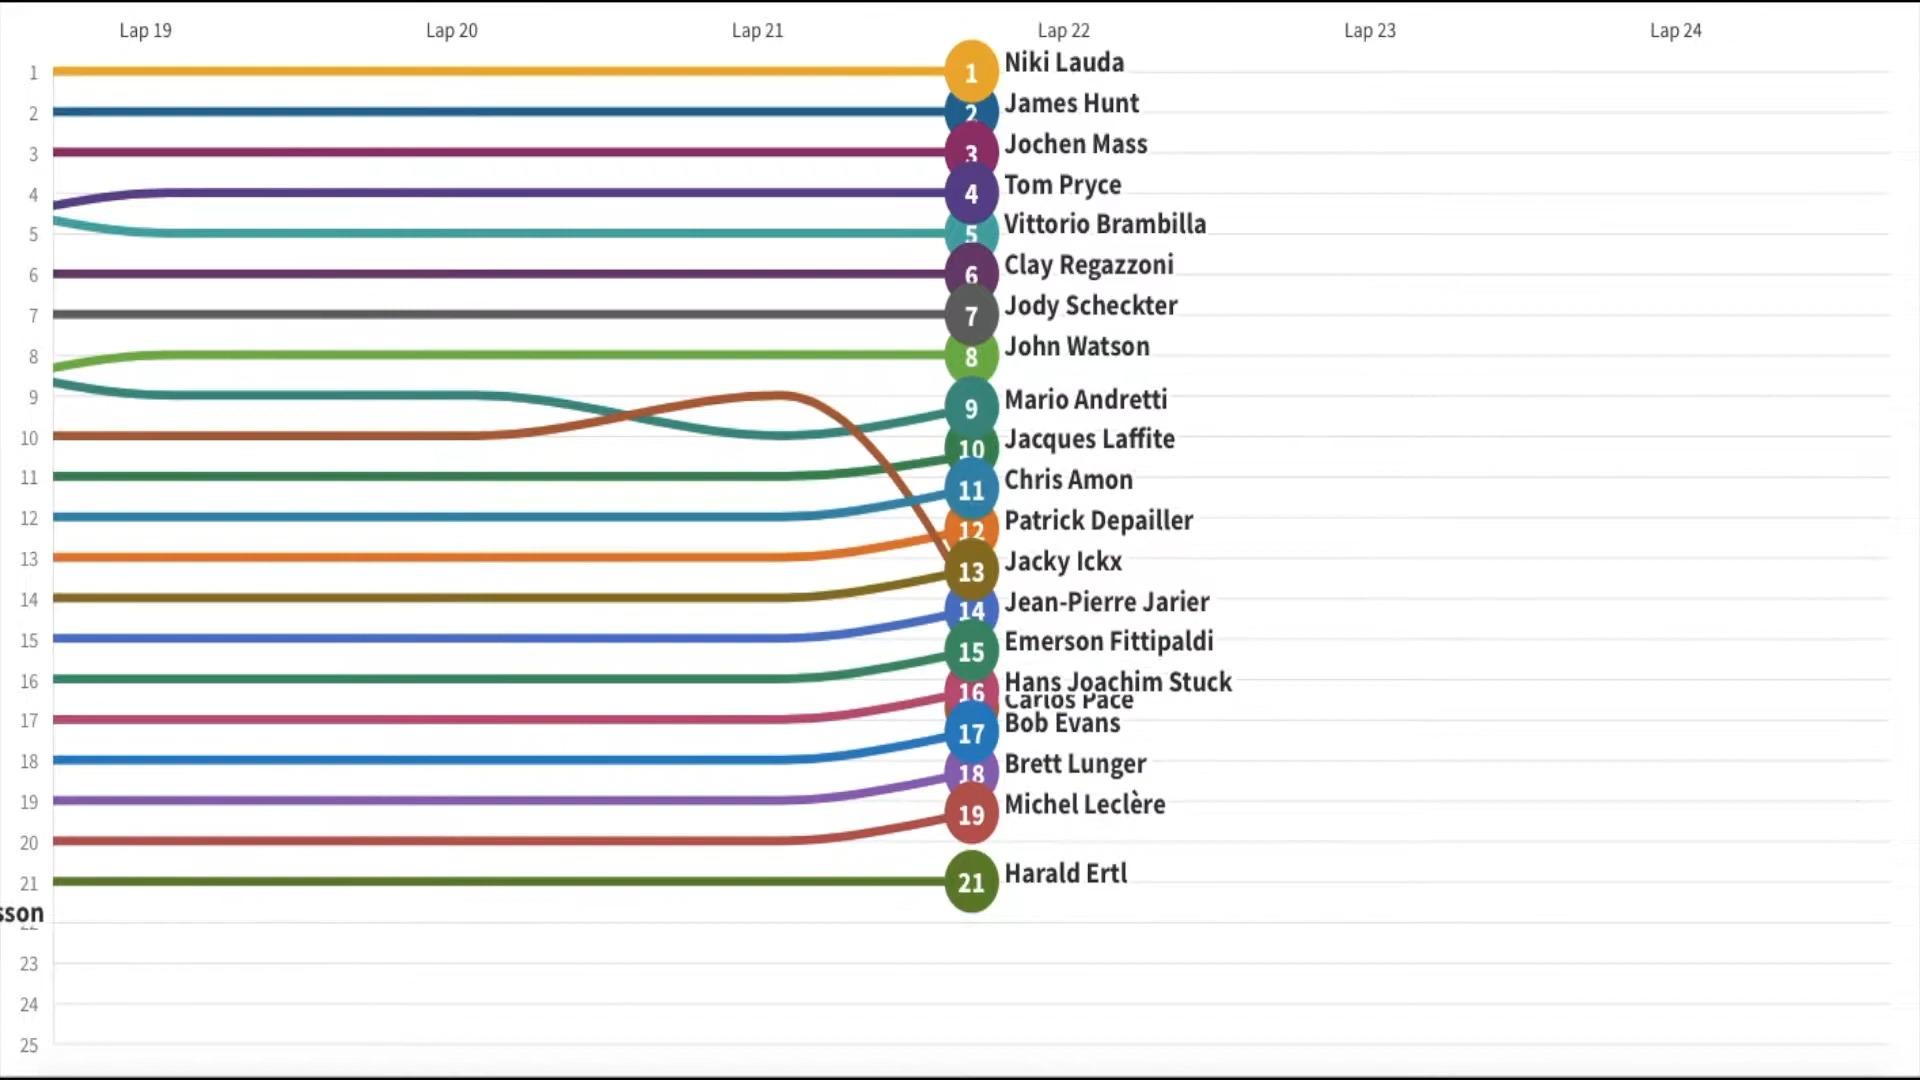 Lap 19 Lap 20 Lap 21 Lap 22 Lap 23 Lap 24
1 1 Niki Lauda
2 2 James Hunt
3 3 Jochen Mass
4 4 Tom Pryce
5 5 Vittorio Brambilla
6 6 Clay Regazzoni
7 7 Jody Scheckter
8 8 John Watson
9 9 Mario Andretti
10 10 Jacques Laffite
11 11 Chris Amon
12 12 Patrick Depailler
13 13 Jacky Ickx
14 14 Jean-Pierre Jarier
15 15 Emerson Fittipaldi
16 16 Hans Joachim Stuck
Carlos Pace
17 17 Bob Evans
18 18 Brett Lunger
19 19 Michel Leclère
20
21 21 Harald Ertl
sson
22
23
24
25